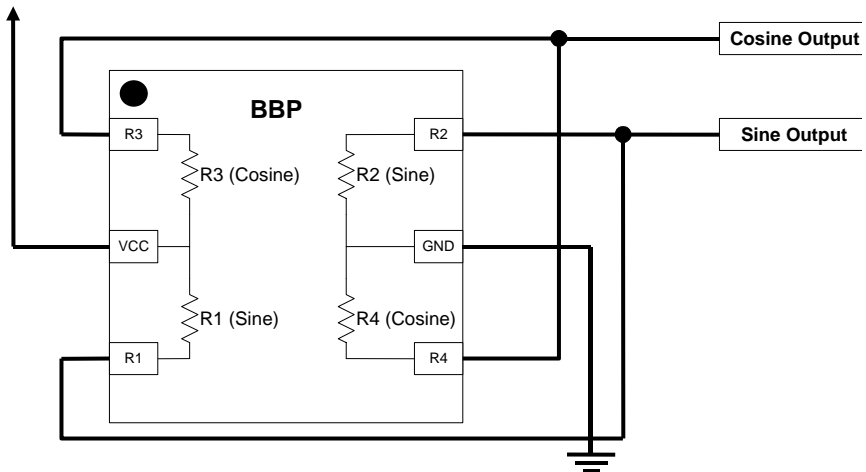 Cosine Output
BBP
R3
R2
Sine Output
R3 (Cosine)
R2 (Sine)
VCC
GND
R1 (Sine)
R4 (Cosine)
R1
R4